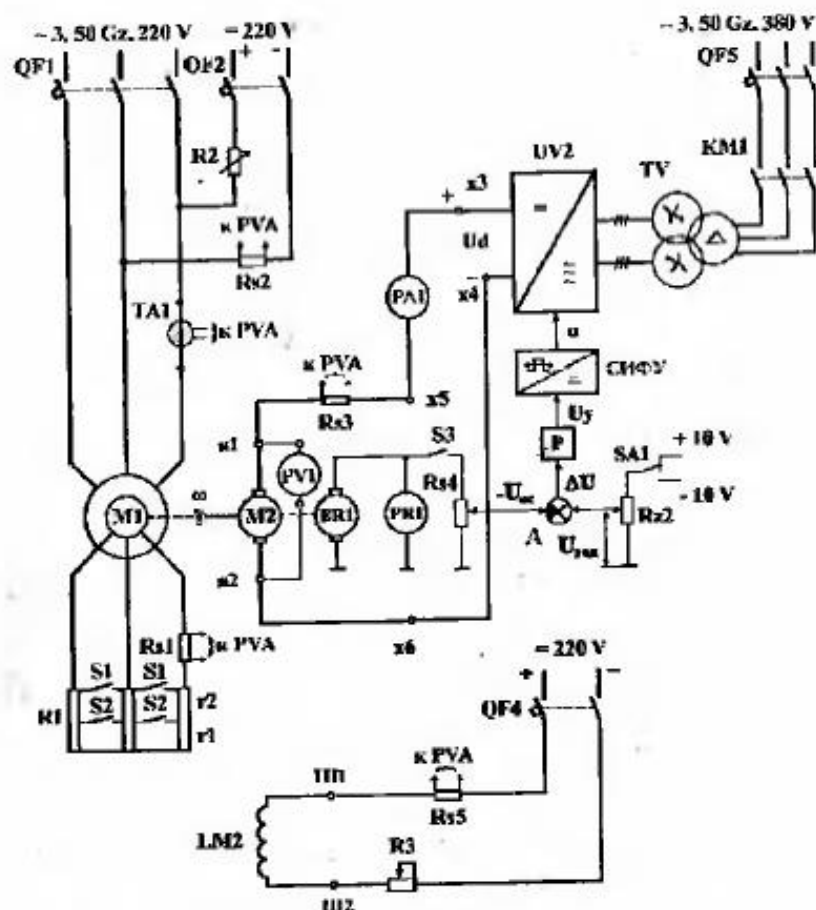 ~ 3, 50 Gz. 220 V
= 220 V
~ 3, 50 Gz. 380 V
QF1
+ -
QF2
QF5
R2
UV2
TV
KM1
+ x3
=
к PVA
Ud
Rs2
- x4
PA1
TA1
к PVA
α
к PVA
СИФУ
Rs3
x5
Uy
S3
P
SA1
+ 10 V
я1
PV1
Rs4
ΔU
- 10 V
ω
-Uос
M1
M2
BR1
PR1
A
Rz2
Uзад
я2
Rs1
к PVA
x6
S1
S1
= 220 V
+ -
S2
S2
r2
QF4
R1
r1
к PVA
Ш1
Rs5
LM2
R3
Ш2